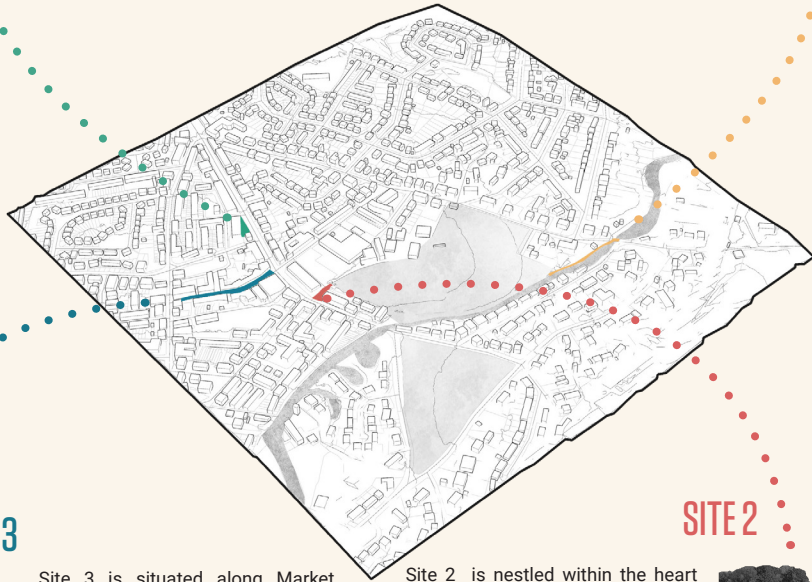 3
Site 3 is situated along Market
SITE 2
Site 2 is nestled within the heart